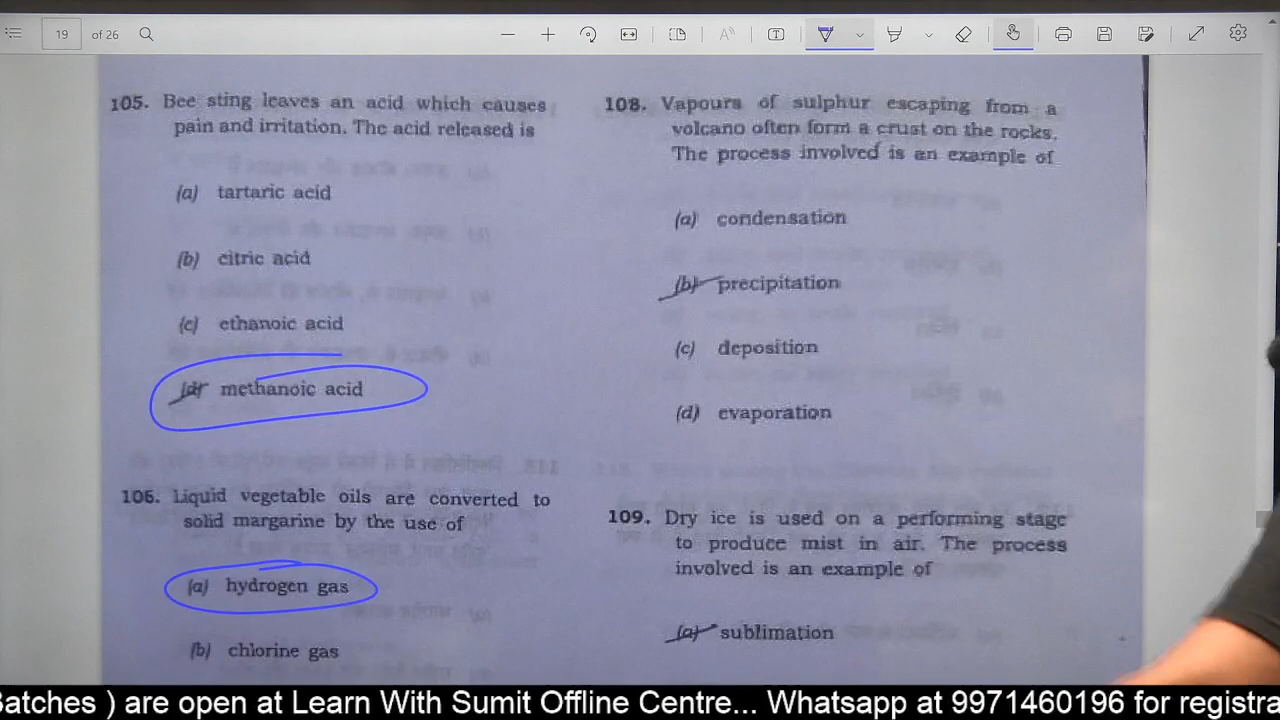 19 of 26
105. Bee sting leaves an acid which causes
pain and irritation. The acid released is
(a) tartaric acid
(b) citric acid
(c) ethanoic acid
(d) methanoic acid
106. Liquid vegetable oils are converted to
solid margarine by the use of
(a) hydrogen gas
(b) chlorine gas
108. Vapours of sulphur escaping from a
volcano often form a crust on the rocks.
The process involved is an example of
(a) condensation
(b) precipitation
(c) deposition
(d) evaporation
109. Dry ice is used on a performing stage
to produce mist in air. The process
involved is an example of
(a) sublimation
Batches ) are open at Learn With Sumit Offline Centre... Whatsapp at 9971460196 for registra